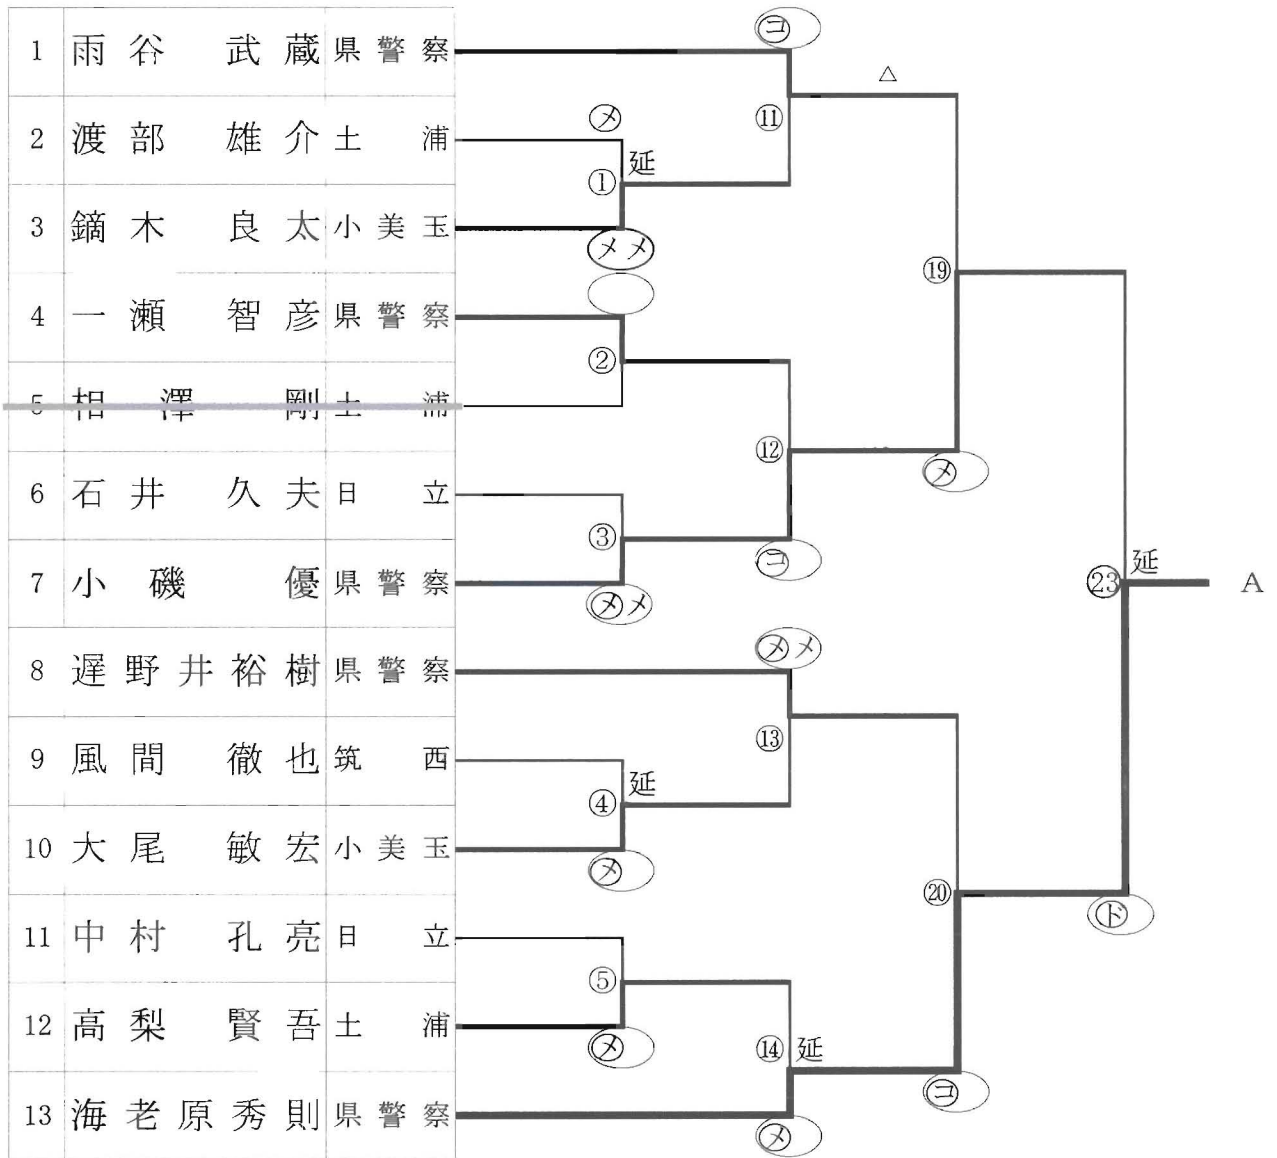 コ
1 雨谷 武蔵 県警察
△
2 渡部 雄介 土浦 メ ⑪
① 延
3 鏑木 良太 小美玉
メメ
⑲
4 一瀬 智彦 県警察
②
5 相澤 剛 土浦
⑫
メ
6 石井 久夫 日立
③
コ
7 小磯 優 県警察
㉓ 延 A
メメ
メメ
8 遅野井裕樹 県警察
⑬
9 風間 徹也 筑西
④ 延
10 大尾 敏宏 小美玉
メ
⑳
ド
11 中村 孔亮 日立
⑤
12 高梨 賢吾 土浦
メ
⑭ 延
コ
13 海老原秀則 県警察
メ